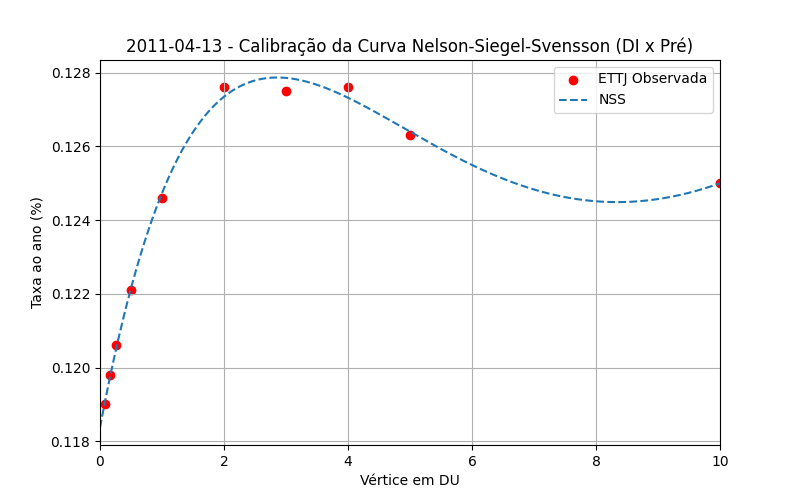 2011-04-13 - Calibração da Curva Nelson-Siegel-Svensson (DI x Pré)
ETTJ Observada
NSS
Taxa ao ano (%)
0.128
0.126
0.124
0.122
0.120
0.118
0
2
4
6
8
10
Vértice em DU